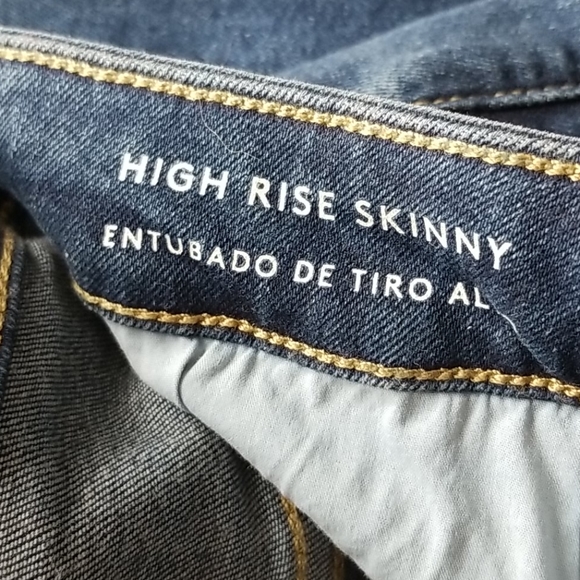 HIGH RISE SKINNY
ENTUBADO DE TIRO AL